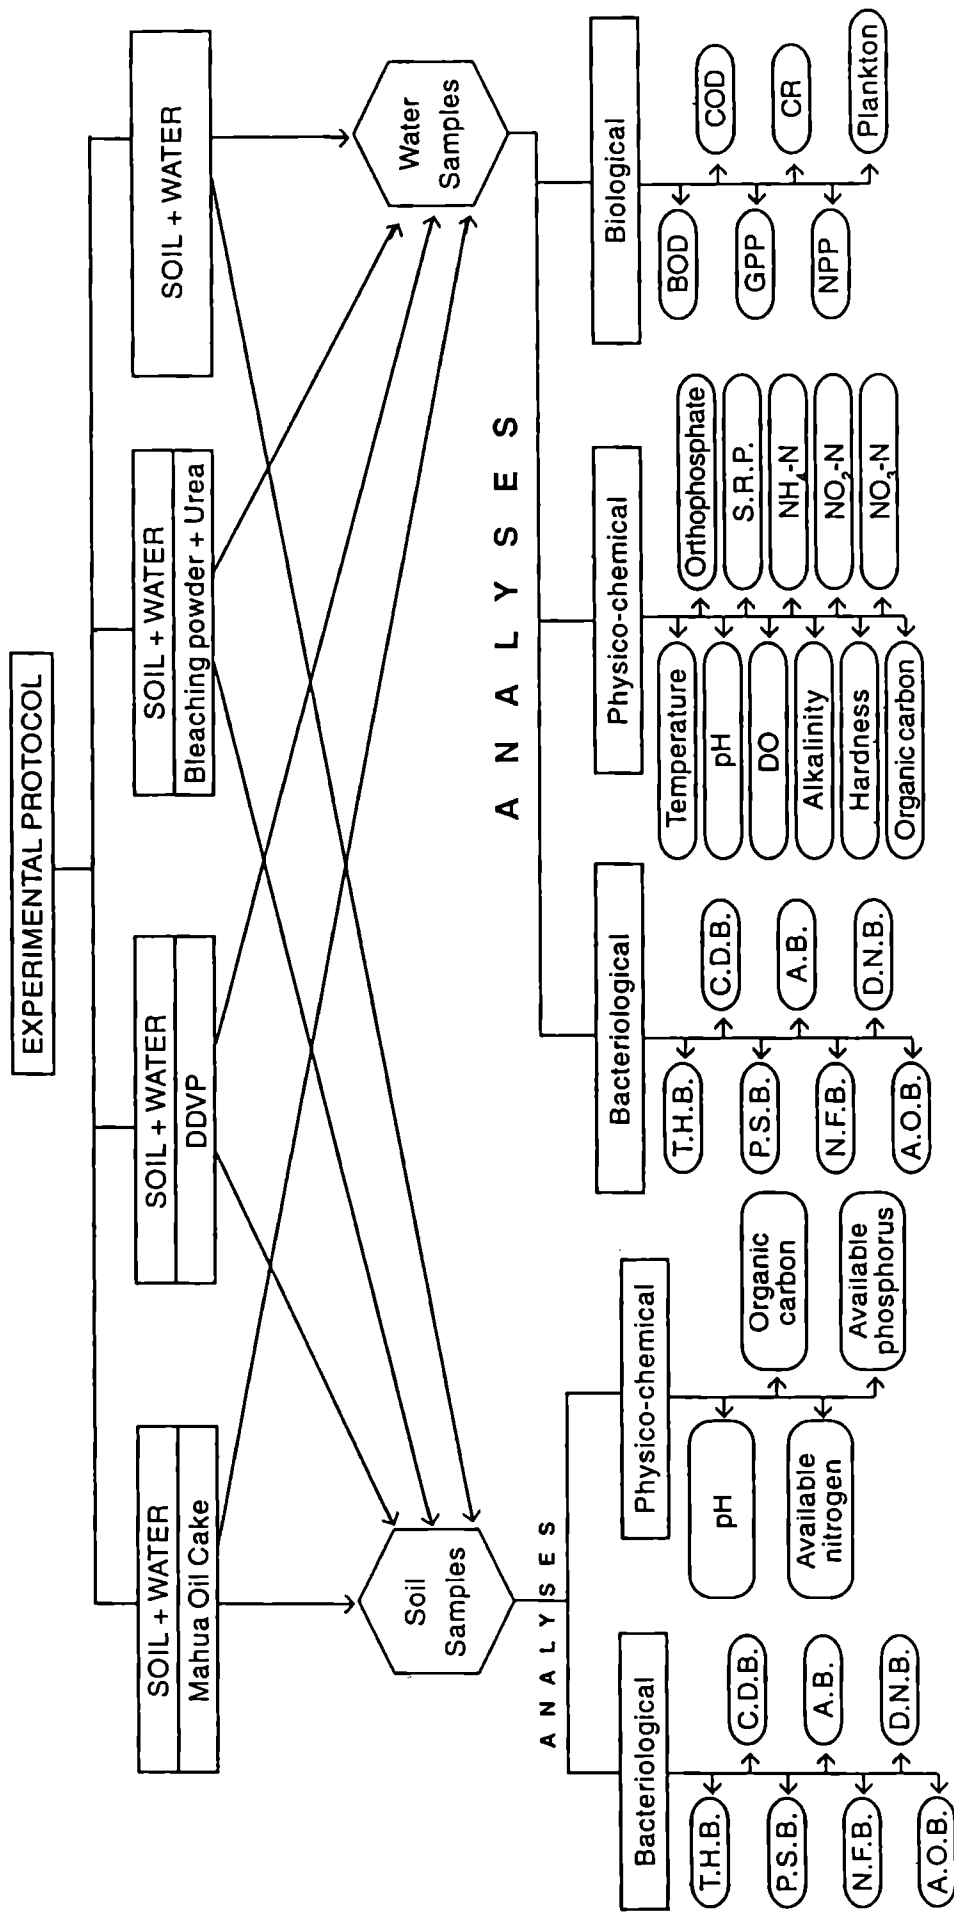 EXPERIMENTAL PROTOCOL
SOIL + WATER
Mahua Oil Cake
SOIL + WATER
DDVP
SOIL + WATER
Bleaching powder + Urea
SOIL + WATER
Soil
Samples
Water
Samples
ANALYSES
Bacteriological
T.H.B.
C.D.B.
P.S.B.
A.B.
N.F.B.
D.N.B.
A.O.B.
Physico-chemical
pH
Organic
carbon
Available
nitrogen
Available
phosphorus
ANALYSES
Bacteriological
T.H.B.
C.D.B.
P.S.B.
A.B.
N.F.B.
D.N.B.
A.O.B.
Physico-chemical
Temperature
Orthophosphate
pH
S.R.P.
DO
NH₄-N
Alkalinity
NO₂-N
Hardness
NO₃-N
Organic carbon
Biological
BOD
COD
GPP
CR
NPP
Plankton